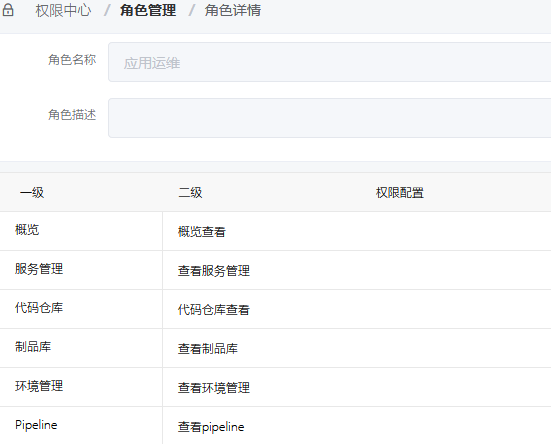 权限中心 / 角色管理 / 角色详情
角色名称 应用运维
角色描述
一级 二级 权限配置
概览 概览查看
服务管理 查看服务管理
代码仓库 代码仓库查看
制品库 查看制品库
环境管理 查看环境管理
Pipeline 查看pipeline